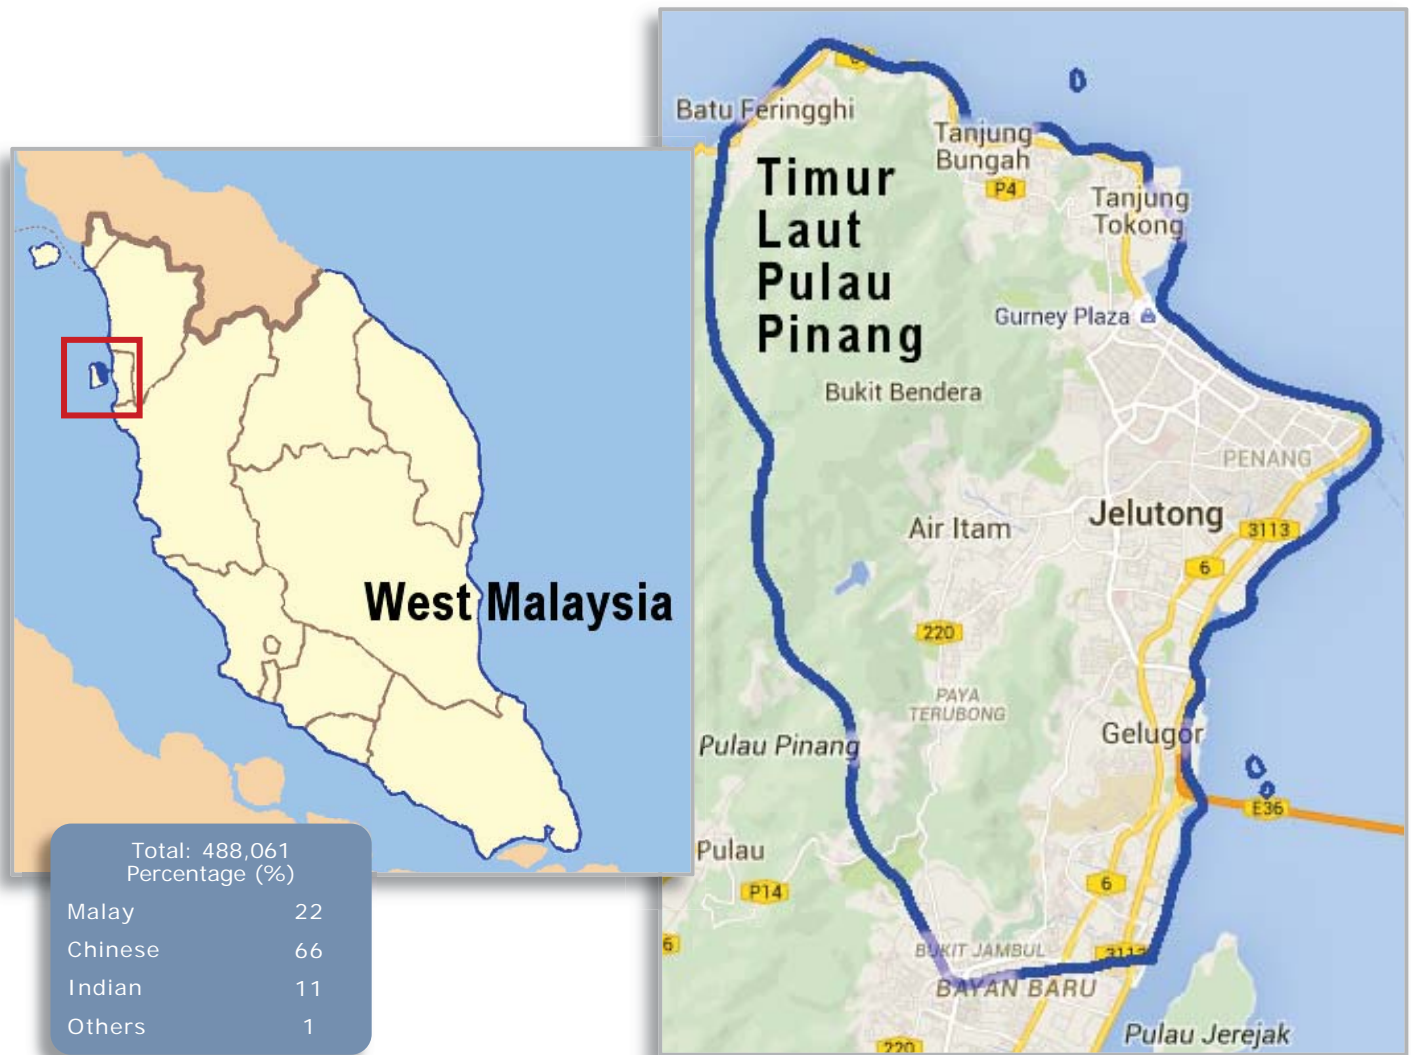 West Malaysia
Total: 488,061
Percentage (%)
Malay 22
Chinese 66
Indian 11
Others 1
Batu Feringghi
Tanjung
Bungah
P4
Tanjung
Tokong
Timur
Laut
Pulau
Pinang
Gurney Plaza
Bukit Bendera
PENANG
Jelutong
Air Itam
3113
6
220
PAYA
TERUBONG
Gelugor
Pulau Pinang
E36
Pulau
P14
6
6
BUKIT JAMBUL
3113
BAYAN BARU
Pulau Jerejak
220